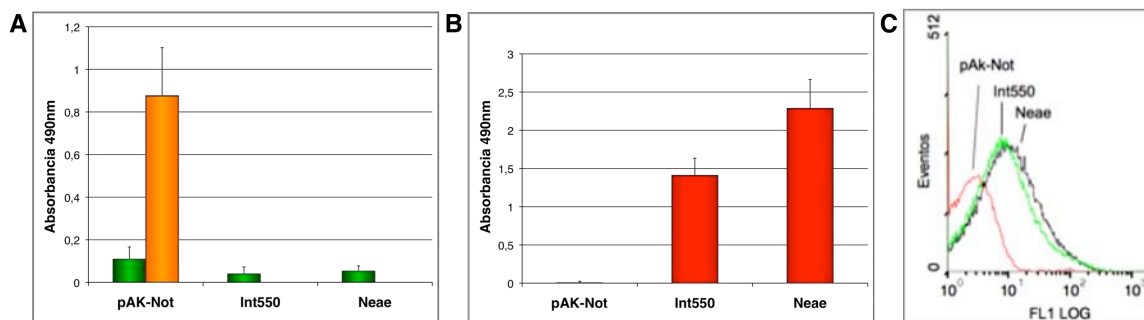 A
Absorbancia 490nm
1,2
1
0,8
0,6
0,4
0,2
0
pAK-Not
Int550
Neae
B
Absorbancia 490nm
3
2,5
2
1,5
1
0,5
0
pAK-Not
Int550
Neae
C
Eventos
512
0
pAk-Not
Int550
Neae
10⁰ 10¹ 10² 10³
FL1 LOG